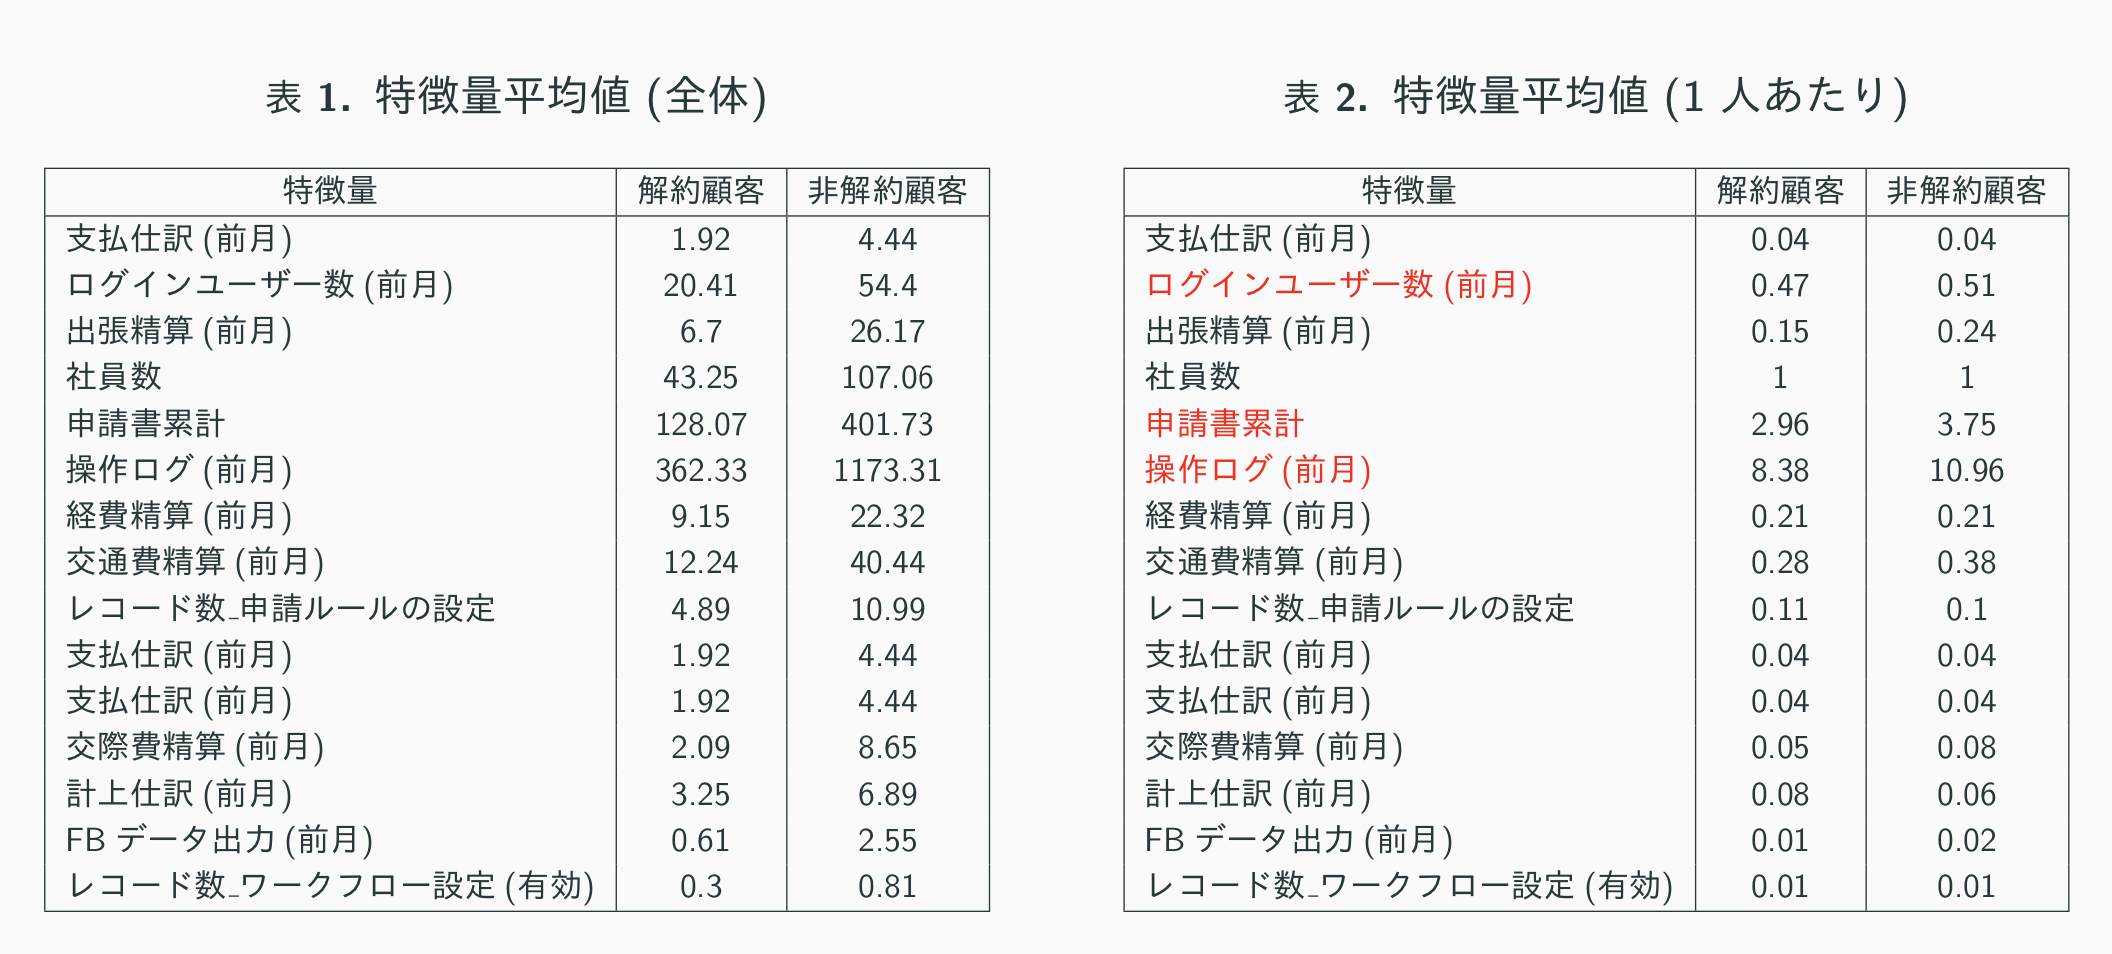 表 1. 特徴量平均値 (全体)
特徴量 解約顧客 非解約顧客
支払仕訳 (前月) 1.92 4.44
ログインユーザー数 (前月) 20.41 54.4
出張精算 (前月) 6.7 26.17
社員数 43.25 107.06
申請書累計 128.07 401.73
操作ログ (前月) 362.33 1173.31
経費精算 (前月) 9.15 22.32
交通費精算 (前月) 12.24 40.44
レコード数_申請ルールの設定 4.89 10.99
支払仕訳 (前月) 1.92 4.44
支払仕訳 (前月) 1.92 4.44
交際費精算 (前月) 2.09 8.65
計上仕訳 (前月) 3.25 6.89
FB データ出力 (前月) 0.61 2.55
レコード数_ワークフロー設定 (有効) 0.3 0.81
表 2. 特徴量平均値 (1 人あたり)
特徴量 解約顧客 非解約顧客
支払仕訳 (前月) 0.04 0.04
ログインユーザー数 (前月) 0.47 0.51
出張精算 (前月) 0.15 0.24
社員数 1 1
申請書累計 2.96 3.75
操作ログ (前月) 8.38 10.96
経費精算 (前月) 0.21 0.21
交通費精算 (前月) 0.28 0.38
レコード数_申請ルールの設定 0.11 0.1
支払仕訳 (前月) 0.04 0.04
支払仕訳 (前月) 0.04 0.04
交際費精算 (前月) 0.05 0.08
計上仕訳 (前月) 0.08 0.06
FB データ出力 (前月) 0.01 0.02
レコード数_ワークフロー設定 (有効) 0.01 0.01